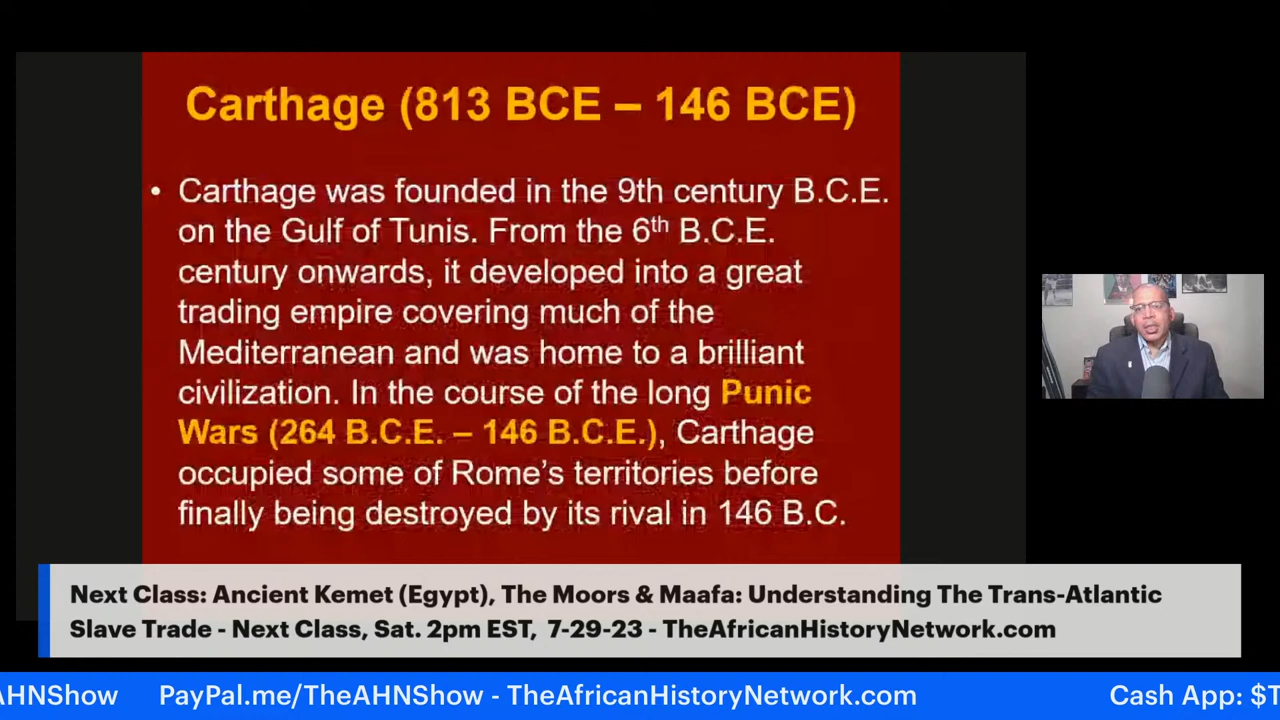 Carthage (813 BCE – 146 BCE)
• Carthage was founded in the 9th century B.C.E.
on the Gulf of Tunis. From the 6th B.C.E.
century onwards, it developed into a great
trading empire covering much of the
Mediterranean and was home to a brilliant
civilization. In the course of the long Punic
Wars (264 B.C.E. – 146 B.C.E.), Carthage
occupied some of Rome's territories before
finally being destroyed by its rival in 146 B.C.
Next Class: Ancient Kemet (Egypt), The Moors & Maafa: Understanding The Trans-Atlantic
Slave Trade - Next Class, Sat. 2pm EST, 7-29-23 - TheAfricanHistoryNetwork.com
AHNShow PayPal.me/TheAHNShow - TheAfricanHistoryNetwork.com Cash App: $T